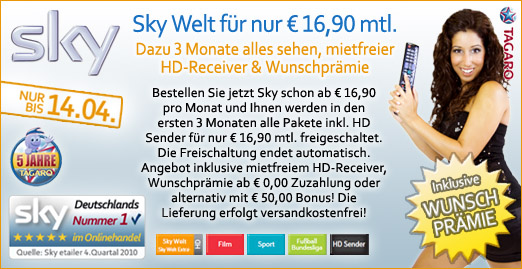 sky
Sky Welt für nur € 16,90 mtl.
Dazu 3 Monate alles sehen, mietfreier
HD-Receiver & Wunschprämie
TAGARO
NUR BIS 14.04.
Bestellen Sie jetzt Sky schon ab € 16,90
pro Monat und Ihnen werden in den
ersten 3 Monaten alle Pakete inkl. HD
Sender für nur € 16,90 mtl. freigeschaltet.
Die Freischaltung endet automatisch.
Angebot inklusive mietfreiem HD-Receiver,
Wunschprämie ab € 0,00 Zuzahlung oder
alternativ mit € 50,00 Bonus! Die
Lieferung erfolgt versandkostenfrei!
5 JAHRE
TAGARO
sky
Deutschlands
Nummer 1
im Onlinehandel
Quelle: Sky etailer 4.Quartal 2010
Inklusive
WUNSCH
PRÄMIE
Sky Welt
Sky Welt Extra
Film
Sport
Fußball
Bundesliga
HD Sender